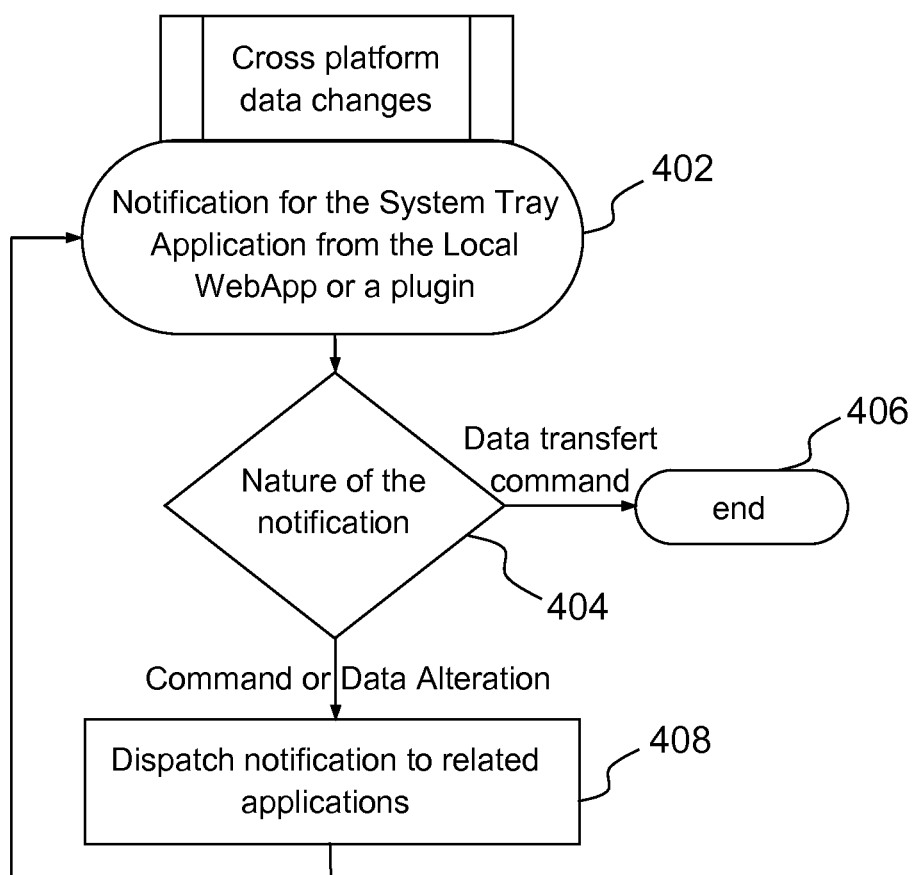 Cross platform
data changes
402
Notification for the System Tray
Application from the Local
WebApp or a plugin
406
Data transfert
command
Nature of the
notification
end
404
Command or Data Alteration
408
Dispatch notification to related
applications